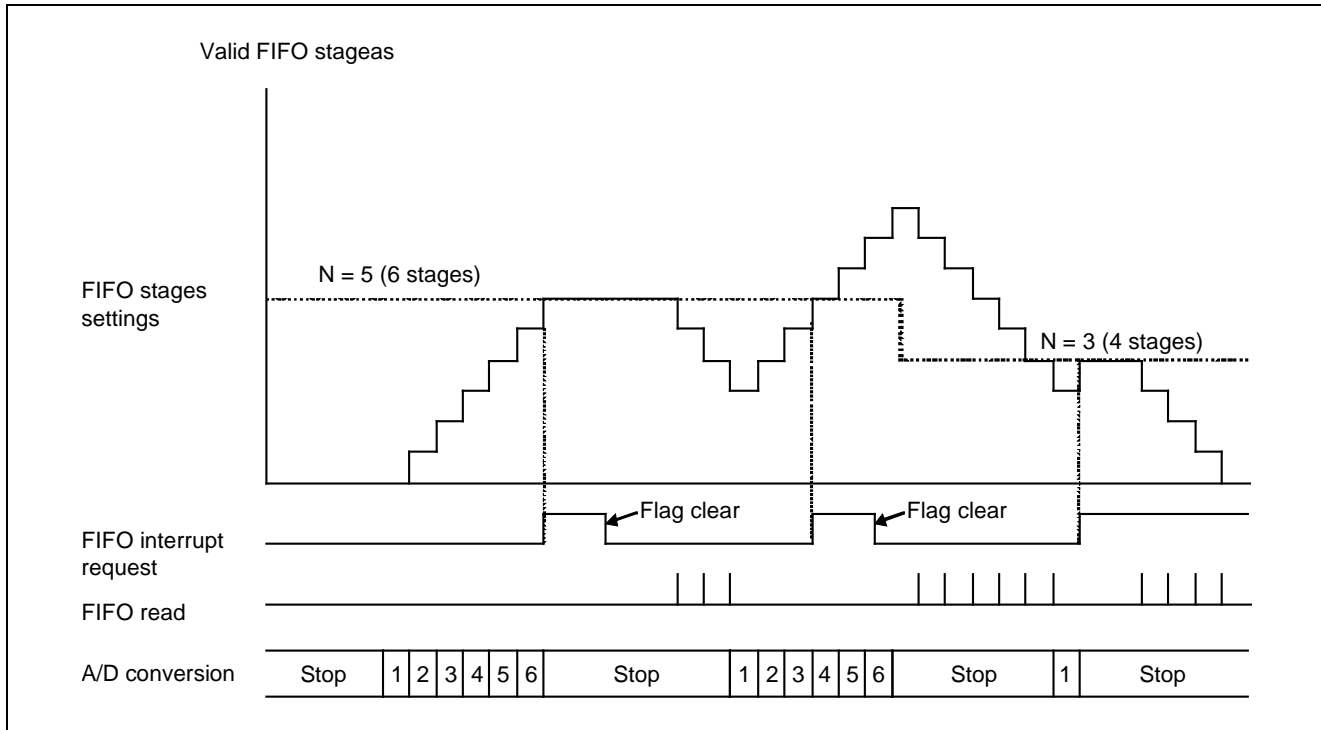 Valid FIFO stageas
N = 5 (6 stages)
FIFO stages
settings
N = 3 (4 stages)
Flag clear
Flag clear
FIFO interrupt
request
FIFO read
A/D conversion
Stop 1 2 3 4 5 6 Stop 1 2 3 4 5 6 Stop 1 Stop